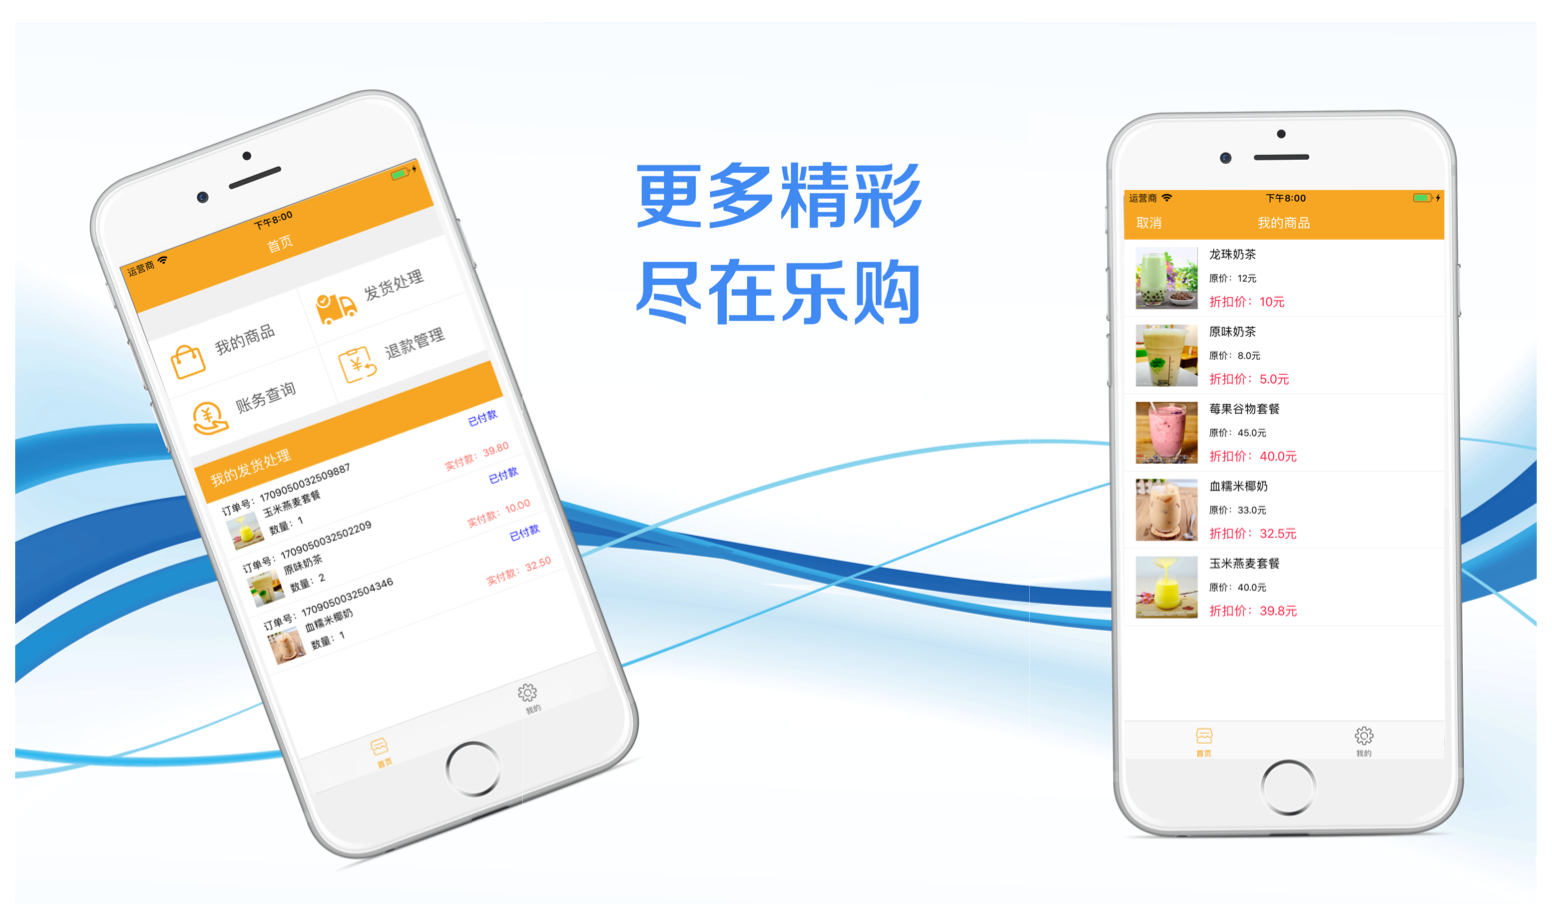 更多精彩
尽在乐购
运营商
下午8:00
首页
我的商品
发货处理
账务查询
退款管理
我的发货处理
订单号：1709050032509887
已付款
玉米燕麦套餐
数量：1
实付款：39.80
订单号：1709050032502209
已付款
原味奶茶
数量：2
实付款：10.00
订单号：1709050032504346
已付款
血糯米椰奶
数量：1
实付款：32.50
首页
我的
运营商
下午8:00
取消
我的商品
龙珠奶茶
原价：12元
折扣价：10元
原味奶茶
原价：8.0元
折扣价：5.0元
莓果谷物套餐
原价：45.0元
折扣价：40.0元
血糯米椰奶
原价：33.0元
折扣价：32.5元
玉米燕麦套餐
原价：40.0元
折扣价：39.8元
首页
我的